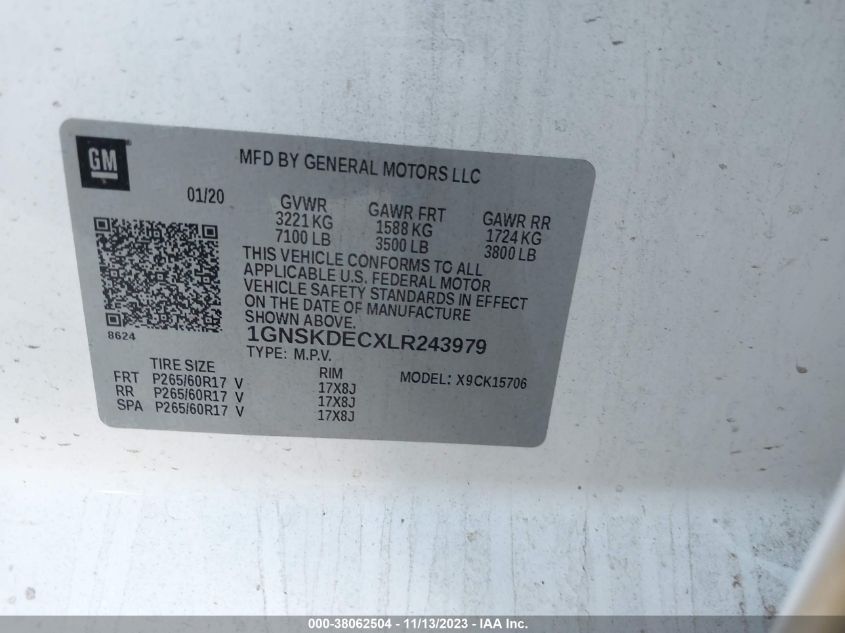 GM
MFD BY GENERAL MOTORS LLC
01/20
GVWR GAWR FRT GAWR RR
3221 KG 1588 KG 1724 KG
7100 LB 3500 LB 3800 LB
THIS VEHICLE CONFORMS TO ALL
APPLICABLE U.S. FEDERAL MOTOR
VEHICLE SAFETY STANDARDS IN EFFECT
ON THE DATE OF MANUFACTURE
SHOWN ABOVE.
8624
1GNSKDECXLR243979
TYPE: M.P.V.
TIRE SIZE RIM MODEL: X9CK15706
FRT P265/60R17 V 17X8J
RR P265/60R17 V 17X8J
SPA P265/60R17 V 17X8J
000-38062504 - 11/13/2023 - IAA Inc.